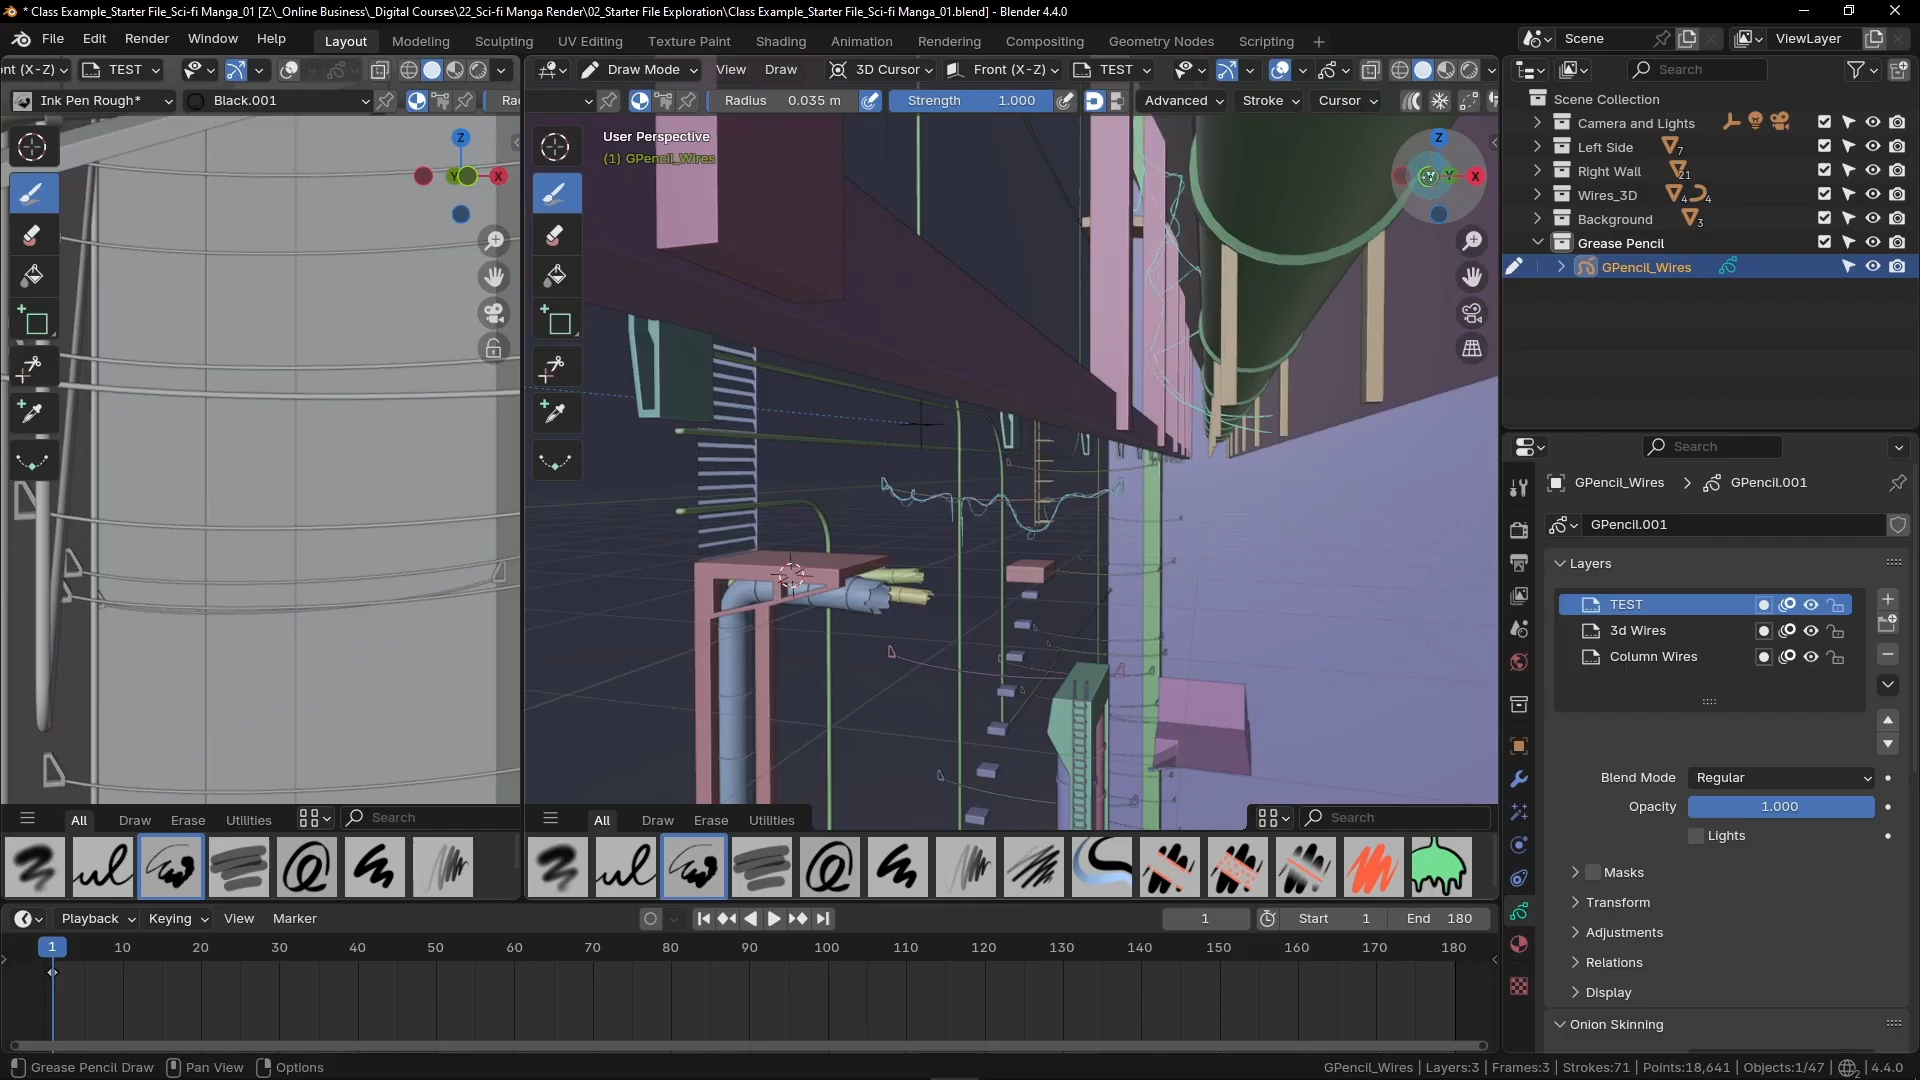 * Class Example_Starter File_Sci-fi Manga_01 [Z:\_Online Business\_Digital Courses\22_Sci-fi Manga Render\02_Starter File Exploration\Class Example_Starter File_Sci-fi Manga_01.blend] - Blender 4.4.0
File Edit Render Window Help Layout Modeling Sculpting UV Editing Texture Paint Shading Animation Rendering Compositing Geometry Nodes Scripting + Scene ViewLayer
nt (X-Z) TEST Draw Mode View Draw 3D Cursor Front (X-Z) TEST Search
Ink Pen Rough* Black.001 Rac Radius 0.035 m Strength 1.000 Advanced Stroke Cursor
Scene Collection
Camera and Lights
Left Side 7
Right Wall 21
Wires_3D 4 4
Background 3
Grease Pencil
GPencil_Wires
User Perspective
(1) GPencil_Wires
Z
Y X
Z
Y X
Search
GPencil_Wires > GPencil.001
GPencil.001
Layers
TEST
3d Wires
Column Wires
Blend Mode Regular
Opacity 1.000
Lights
Masks
Transform
Adjustments
Relations
Display
Onion Skinning
All Draw Erase Utilities Search
All Draw Erase Utilities Search
Playback Keying View Marker 1 Start 1 End 180
1 10 20 30 40 50 60 70 80 90 100 110 120 130 140 150 160 170 180
Grease Pencil Draw Pan View Options
GPencil_Wires | Layers:3 | Frames:3 | Strokes:71 | Points:18,641 | Objects:1/47 | 2 4.4.0